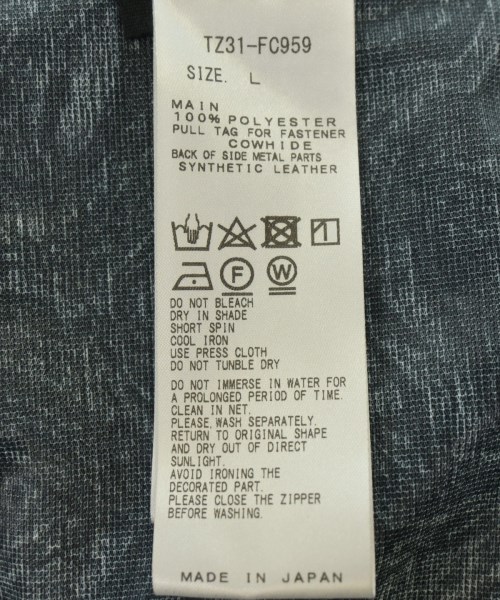 TZ31-FC959
SIZE. L
MAIN
100% POLYESTER
PULL TAG FOR FASTENER
COWHIDE
BACK OF SIDE METAL PARTS
SYNTHETIC LEATHER
F W
DO NOT BLEACH
DRY IN SHADE
SHORT SPIN
COOL IRON
USE PRESS CLOTH
DO NOT TUNBLE DRY
DO NOT IMMERSE IN WATER FOR
A PROLONGED PERIOD OF TIME.
CLEAN IN NET.
PLEASE,WASH SEPARATELY.
RETURN TO ORIGINAL SHAPE
AND DRY OUT OF DIRECT
SUNLIGHT.
AVOID IRONING THE
DECORATED PART.
PLEASE CLOSE THE ZIPPER
BEFORE WASHING.
MADE IN JAPAN